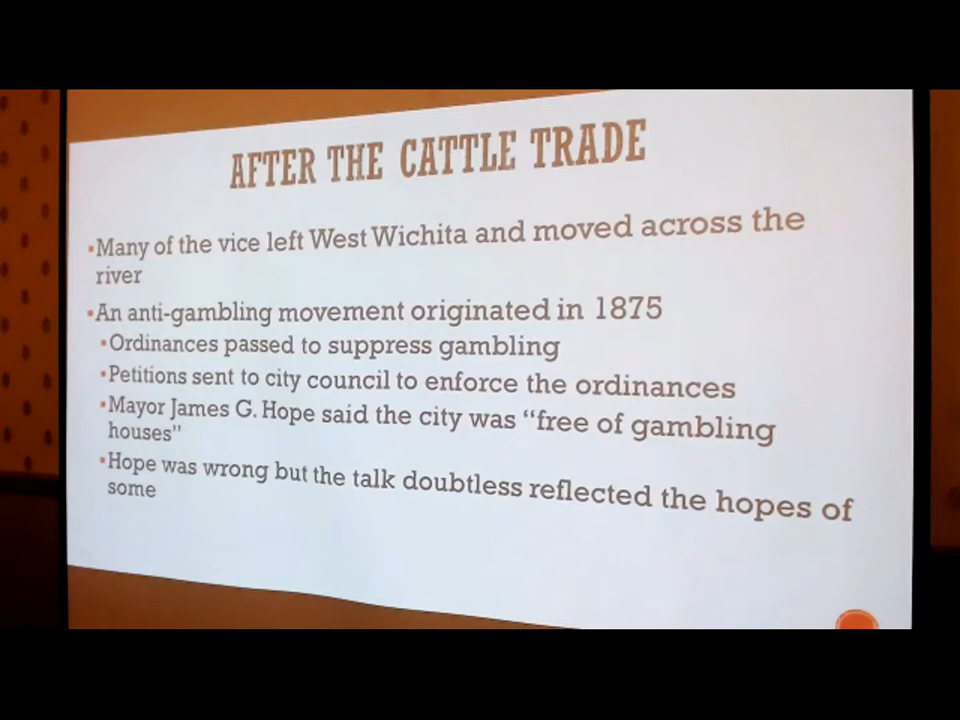 AFTER THE CATTLE TRADE
▪Many of the vice left West Wichita and moved across the
river
▪An anti-gambling movement originated in 1875
▪Ordinances passed to suppress gambling
▪Petitions sent to city council to enforce the ordinances
▪Mayor James G. Hope said the city was “free of gambling
houses”
▪Hope was wrong but the talk doubtless reflected the hopes of
some